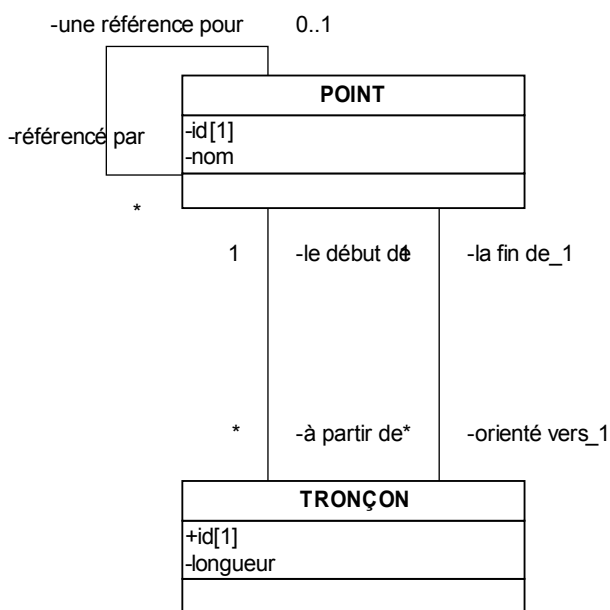 -une référence pour 0..1
POINT
-id[1]
-référencé par
-nom
*
1 -le début de 1 -la fin de_1
* -à partir de * -orienté vers_1
TRONÇON
+id[1]
-longueur